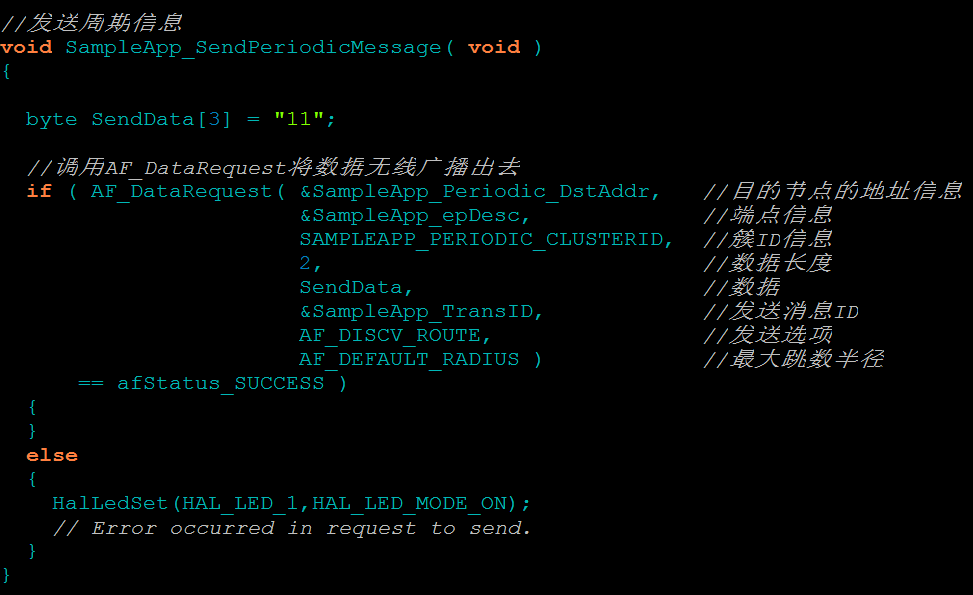 //发送周期信息
void SampleApp_SendPeriodicMessage( void )
{
byte SendData[3] = "11";
//调用AF_DataRequest将数据无线广播出去
if ( AF_DataRequest( &SampleApp_Periodic_DstAddr, //目的节点的地址信息
&SampleApp_epDesc, //端点信息
SAMPLEAPP_PERIODIC_CLUSTERID, //簇ID信息
2, //数据长度
SendData, //数据
&SampleApp_TransID, //发送消息ID
AF_DISCV_ROUTE, //发送选项
AF_DEFAULT_RADIUS ) //最大跳数半径
== afStatus_SUCCESS )
{
}
else
{
HalLedSet(HAL_LED_1,HAL_LED_MODE_ON);
// Error occurred in request to send.
}
}